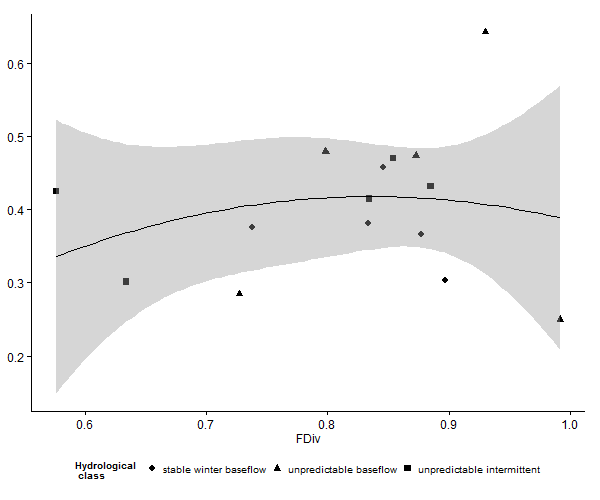 0.6
0.5
0.4
0.3
0.2
0.6 0.7 0.8 0.9 1.0
FDiv
Hydrological
class
stable winter baseflow unpredictable baseflow unpredictable intermittent